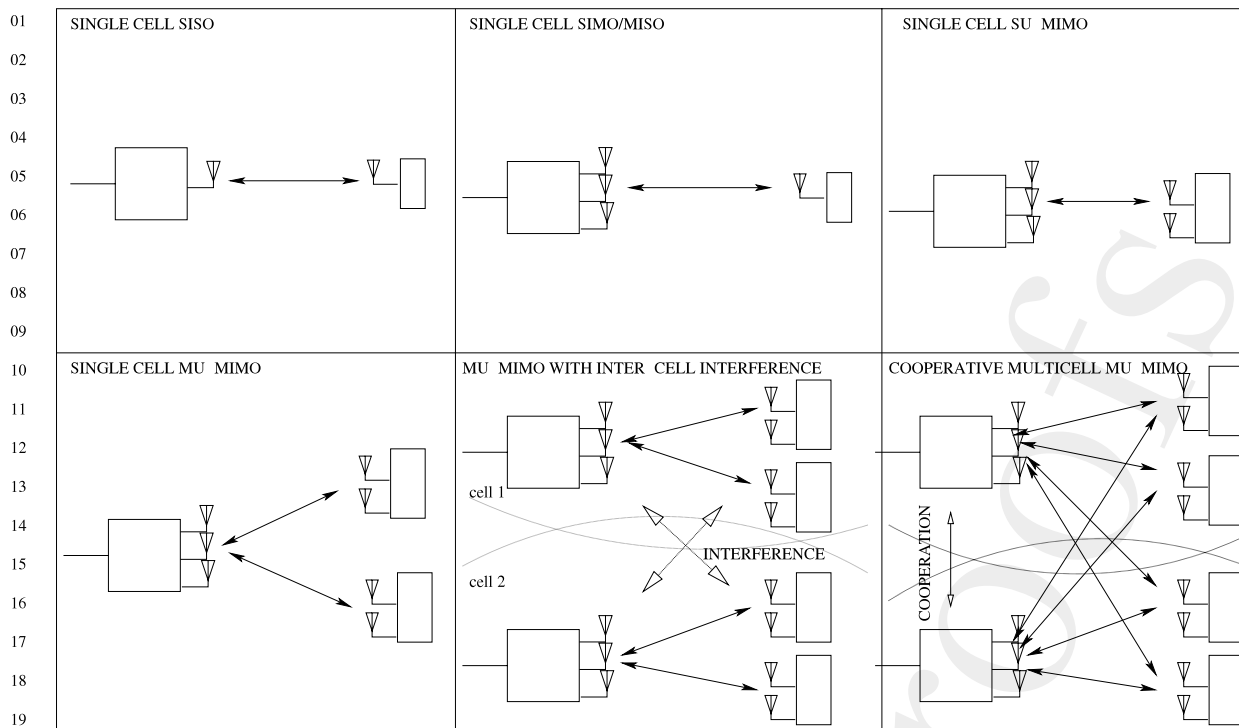 01
02
03
04
05
06
07
08
09
10
11
12
13
14
15
16
17
18
19
SINGLE CELL SISO
SINGLE CELL SIMO/MISO
SINGLE CELL SU MIMO
SINGLE CELL MU MIMO
MU MIMO WITH INTER CELL INTERFERENCE
cell 1
INTERFERENCE
cell 2
COOPERATIVE MULTICELL MU MIMO
COOPERATION
roofs